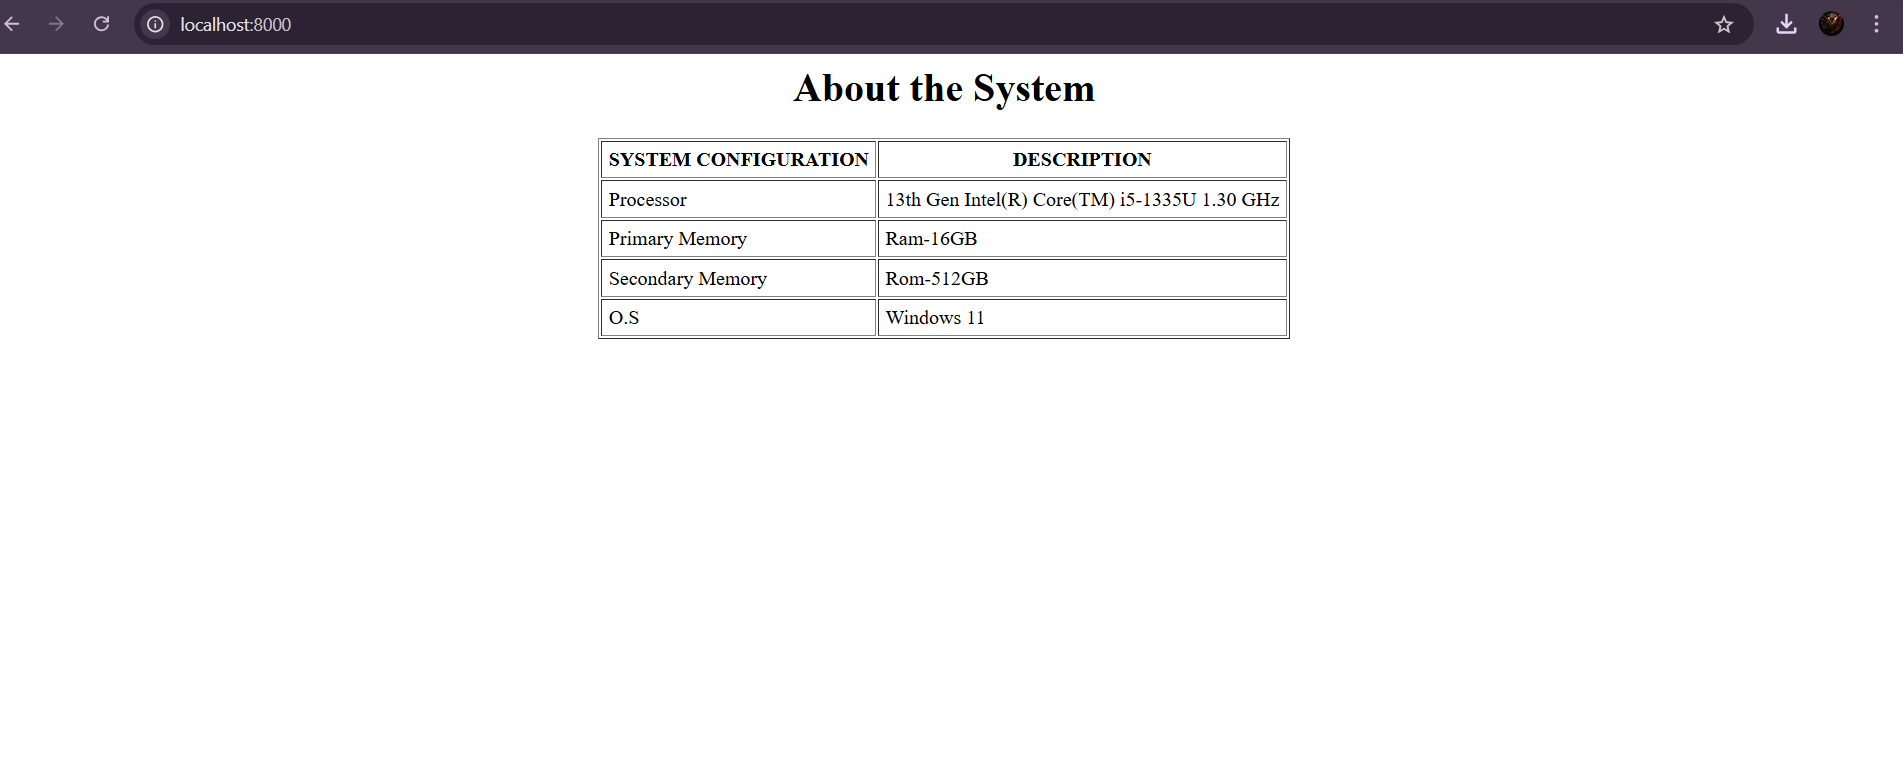 localhost:8000
About the System
SYSTEM CONFIGURATION DESCRIPTION
Processor 13th Gen Intel(R) Core(TM) i5-1335U 1.30 GHz
Primary Memory Ram-16GB
Secondary Memory Rom-512GB
O.S Windows 11